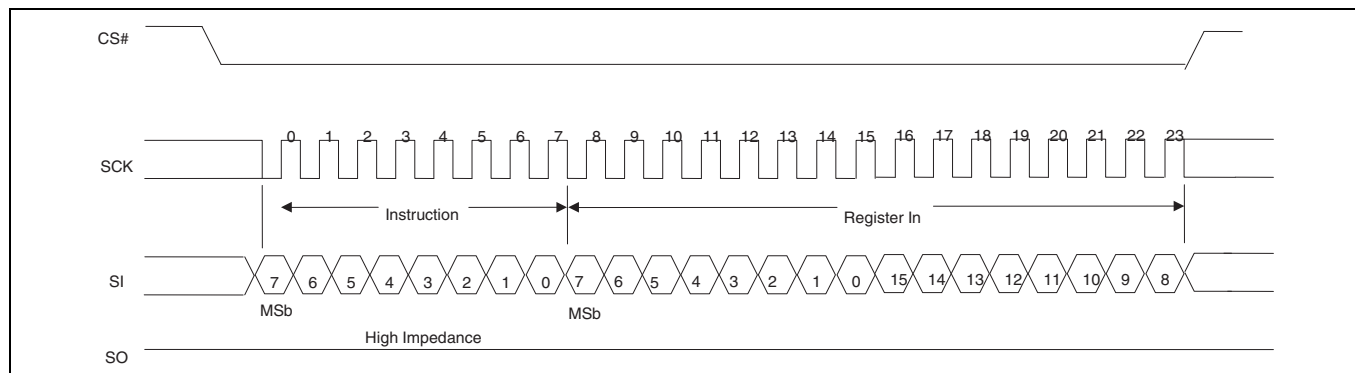 CS#
0 1 2 3 4 5 6 7 8 9 10 11 12 13 14 15 16 17 18 19 20 21 22 23
SCK
Instruction Register In
SI 7 6 5 4 3 2 1 0 7 6 5 4 3 2 1 0 15 14 13 12 11 10 9 8
MSb MSb
High Impedance
SO